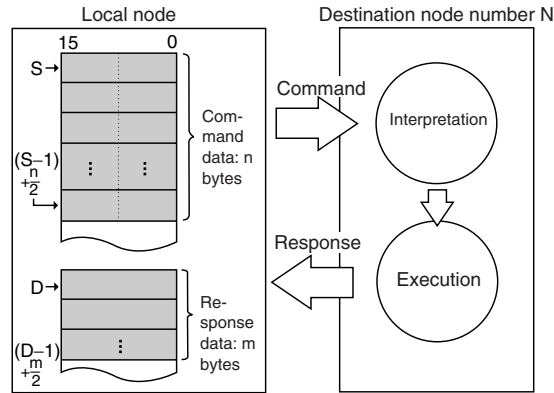 Local node
Destination node number N
15 0
S
Com-
mand
data: n
bytes
(S–1)
+n/2
Command
Interpretation
Response
Execution
D
Re-
sponse
data: m
bytes
(D–1)
+m/2